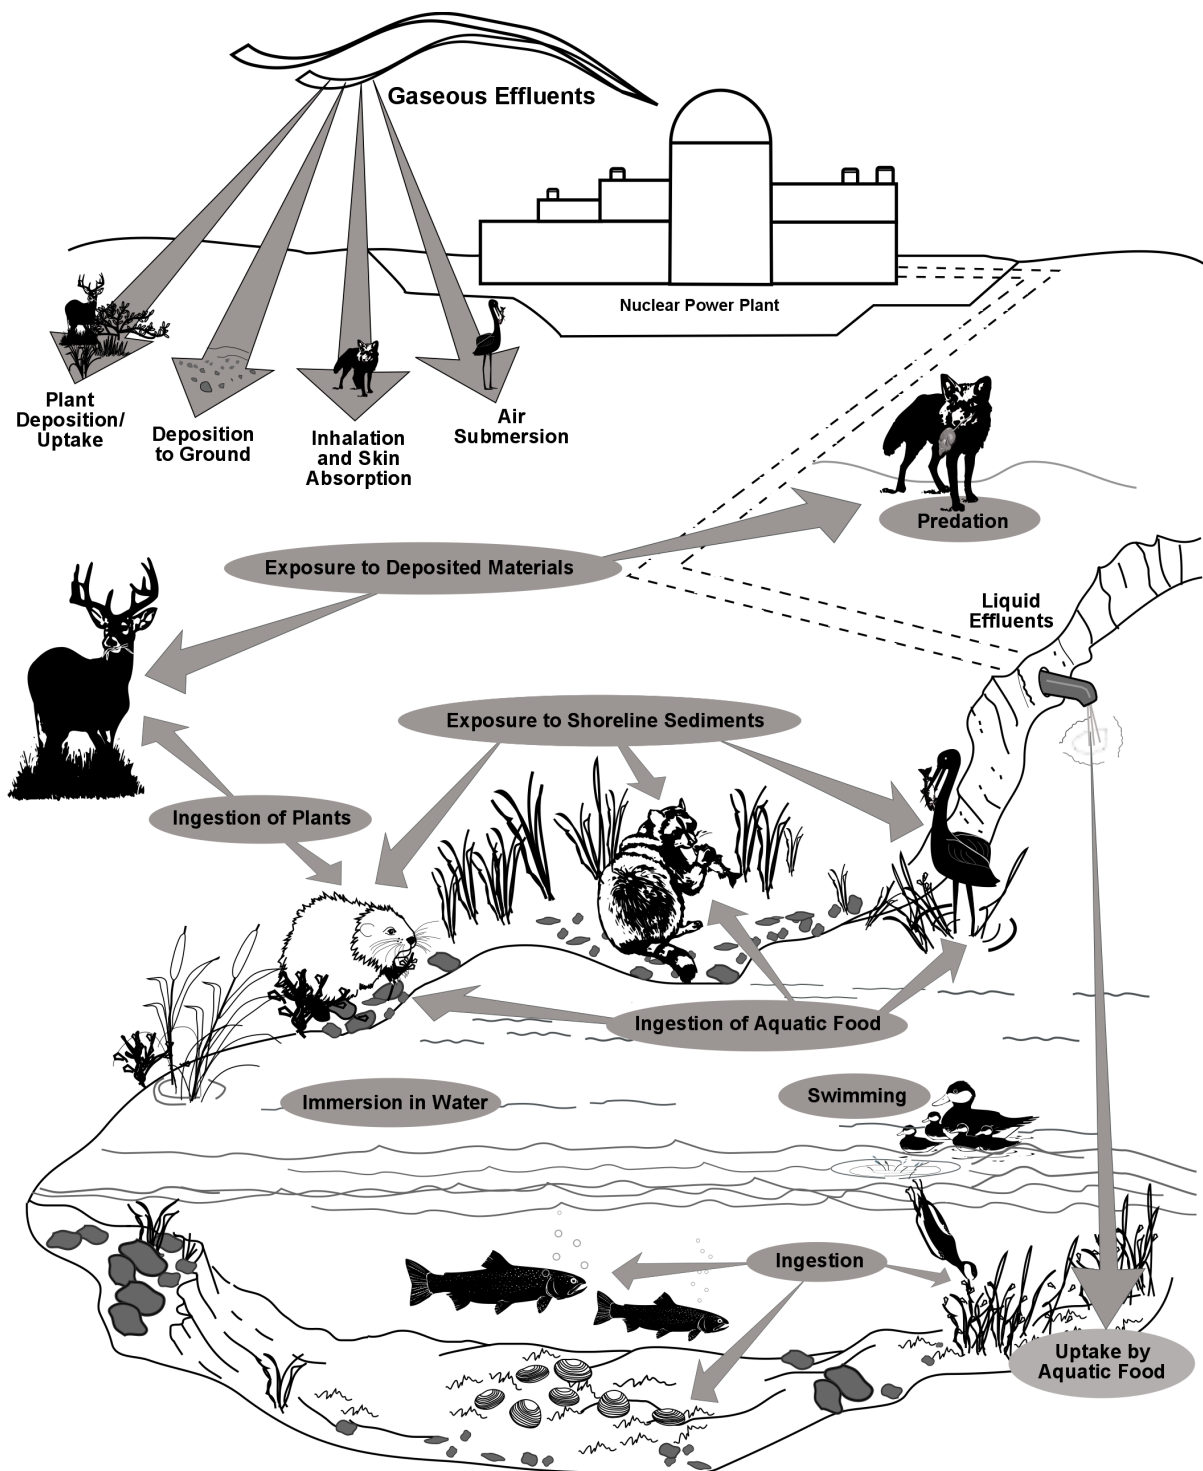 Gaseous Effluents
Nuclear Power Plant
Plant
Deposition/
Uptake
Deposition
to Ground
Inhalation
and Skin
Absorption
Air
Submersion
Predation
Exposure to Deposited Materials
Liquid
Effluents
Exposure to Shoreline Sediments
Ingestion of Plants
Ingestion of Aquatic Food
Immersion in Water
Swimming
Ingestion
Uptake by
Aquatic Food